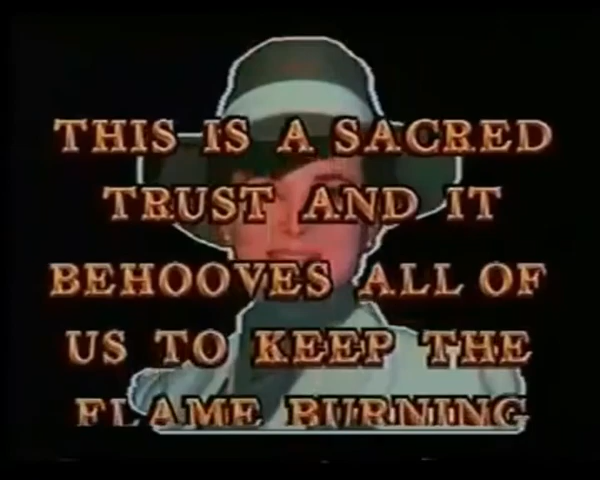 THIS IS A SACRED
TRUST AND IT
BEHOOVES ALL OF
US TO KEEP THE
FLAME BURNING